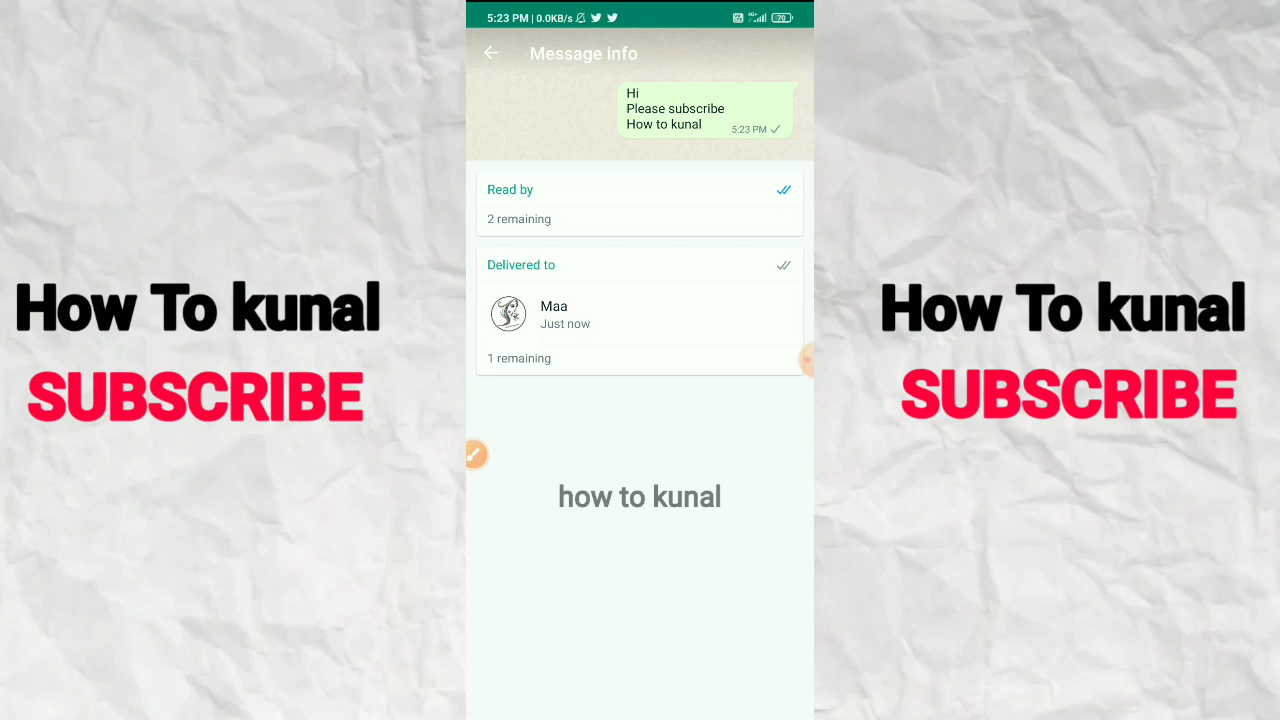 How To kunal
SUBSCRIBE
5:23 PM | 0.0KB/s
4G+
70
Message info
Hi
Please subscribe
How to kunal
5:23 PM
Read by
2 remaining
Delivered to
Maa
Just now
1 remaining
how to kunal
How To kunal
SUBSCRIBE